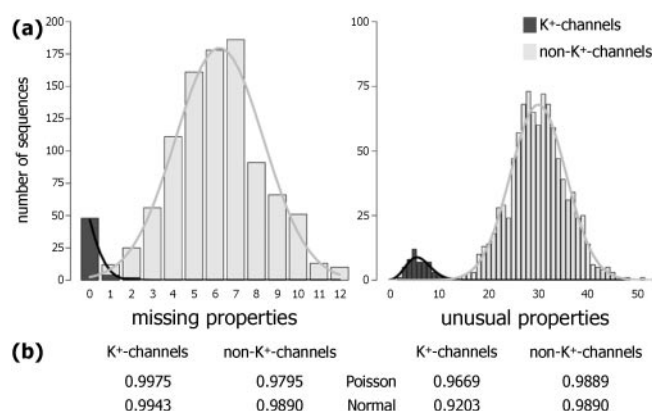 (a)
K+-channels
non-K+-channels
number of sequences
200
175
150
125
100
75
50
25
0
0 1 2 3 4 5 6 7 8 9 10 11 12
missing properties
100
75
50
25
0
0 10 20 30 40 50
unusual properties
(b)
K+-channels non-K+-channels K+-channels non-K+-channels
0.9975 0.9795 Poisson 0.9669 0.9889
0.9943 0.9890 Normal 0.9203 0.9890